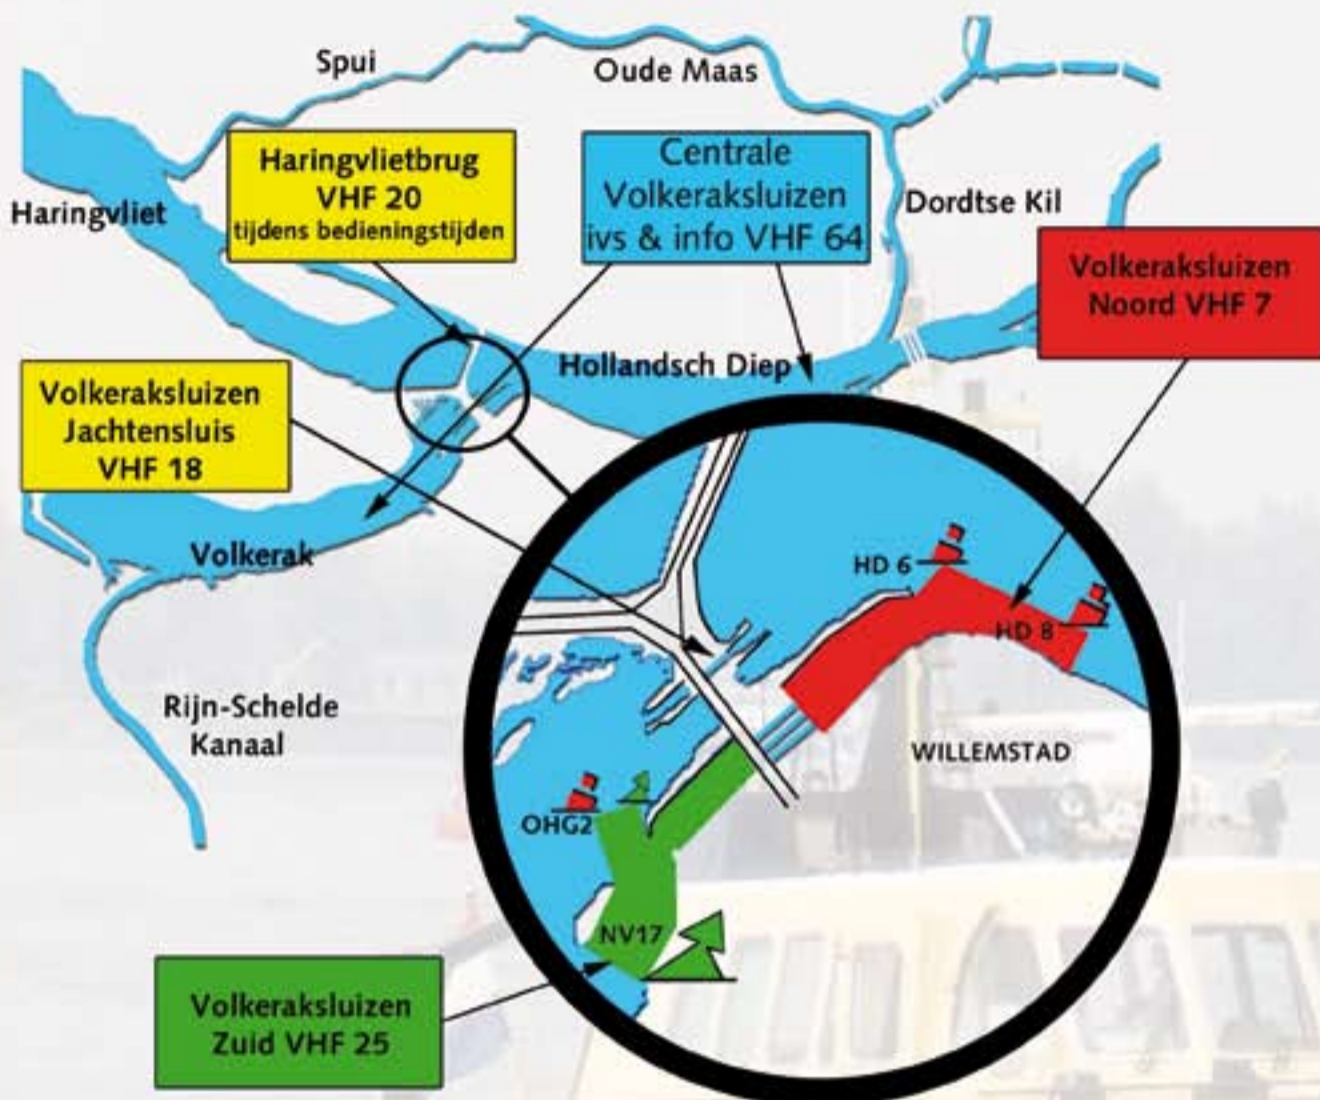 Spui
Oude Maas
Haringvlietbrug
VHF 20
tijdens bedieningstijden
Centrale
Volkeraksluizen
ivs & info VHF 64
Haringvliet
Dordtse Kil
Volkeraksluizen
Noord VHF 7
Hollandsch Diep
Volkeraksluizen
Jachtensluis
VHF 18
Volkerak
HD 6
HD 8
Rijn-Schelde
Kanaal
WILLEMSTAD
OHG2
NV17
Volkeraksluizen
Zuid VHF 25